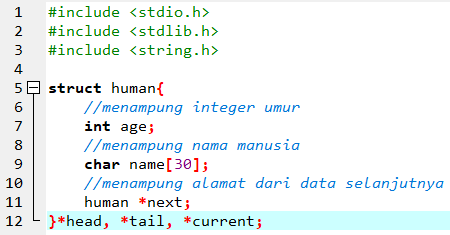 1 #include <stdio.h>
2 #include <stdlib.h>
3 #include <string.h>
4
5 struct human{
6 //menampung integer umur
7 int age;
8 //menampung nama manusia
9 char name[30];
10 //menampung alamat dari data selanjutnya
11 human *next;
12 }*head, *tail, *current;